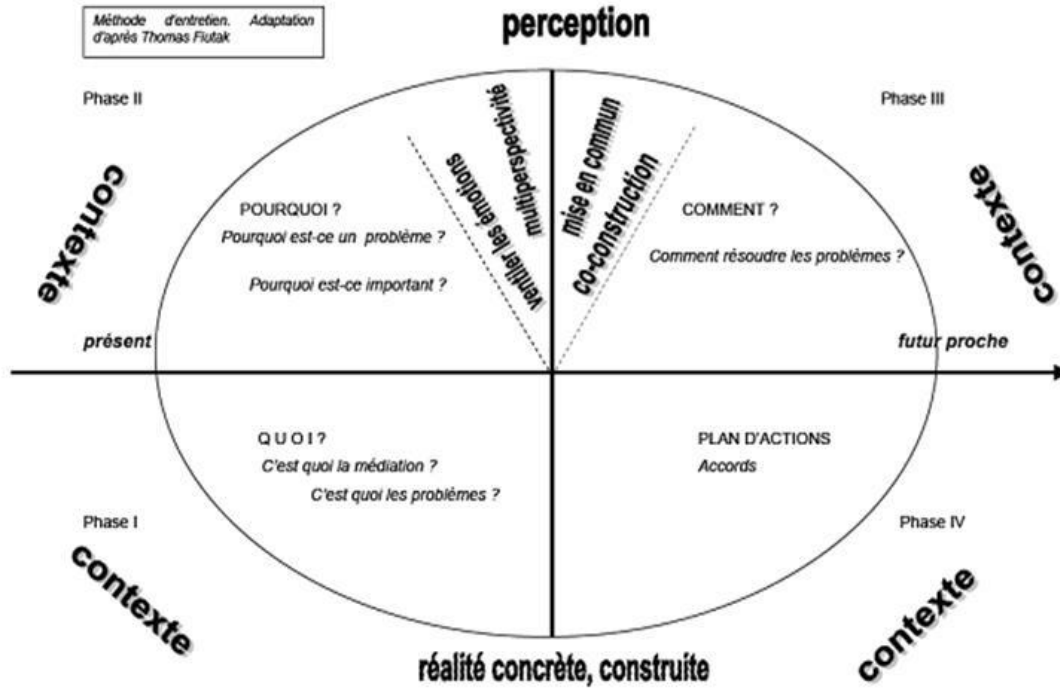 Méthode d'entretien. Adaptation
d'après Thomas Fiutak
perception
Phase II
Phase III
contexte
contexte
ventiler les émotions
multiperspectivité
mise en commun
co-construction
POURQUOI ?
Pourquoi est-ce un problème ?
Pourquoi est-ce important ?
COMMENT ?
Comment résoudre les problèmes ?
présent
futur proche
Q U O I ?
C'est quoi la médiation ?
C'est quoi les problèmes ?
PLAN D'ACTIONS
Accords
Phase I
Phase IV
contexte
contexte
réalité concrète, construite